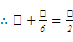 ∴ □ + □/6 = □/2